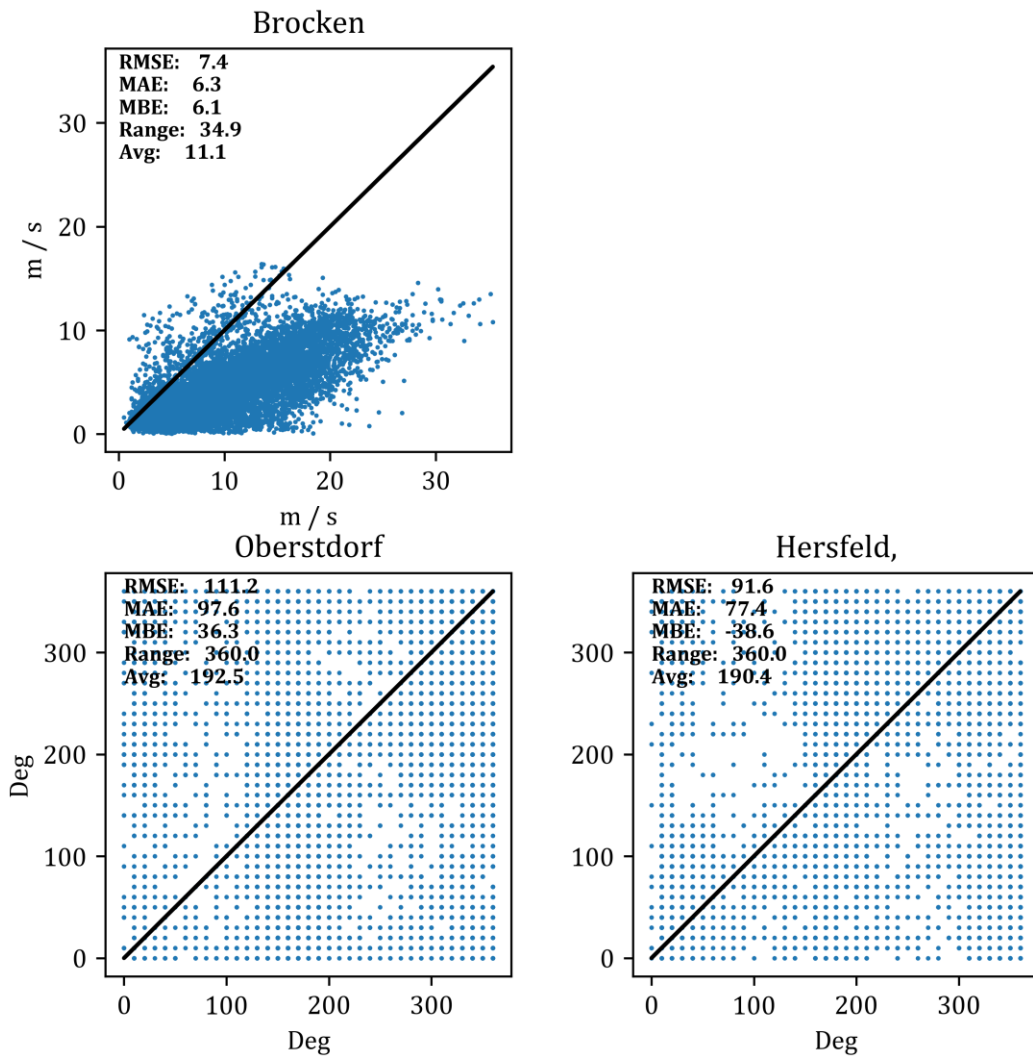 Brocken
RMSE: 7.4
MAE: 6.3
MBE: 6.1
Range: 34.9
Avg: 11.1
30
20
10
0
m / s
0 10 20 30
m / s
Oberstdorf
RMSE: 111.2
MAE: 97.6
MBE: 36.3
Range: 360.0
Avg: 192.5
300
200
100
0
Deg
0 100 200 300
Deg
Hersfeld,
RMSE: 91.6
MAE: 77.4
MBE: -38.6
Range: 360.0
Avg: 190.4
300
200
100
0
0 100 200 300
Deg